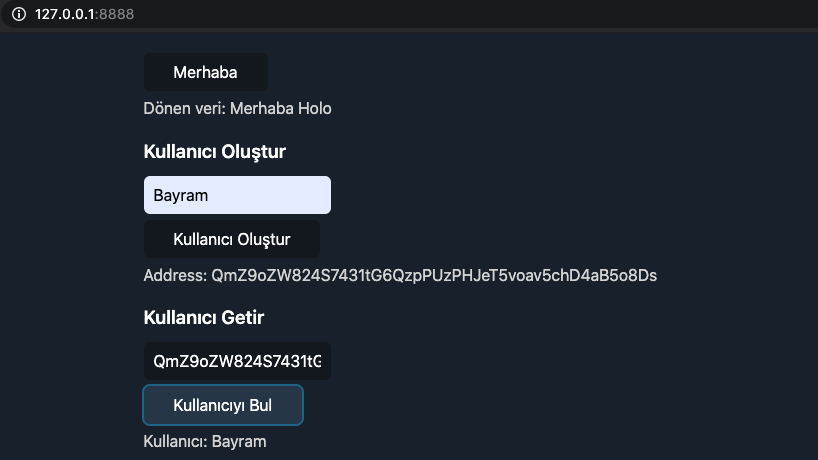 127.0.0.1:8888
Merhaba
Dönen veri: Merhaba Holo
Kullanıcı Oluştur
Bayram
Kullanıcı Oluştur
Address: QmZ9oZW824S7431tG6QzpPUzPHJeT5voav5chD4aB5o8Ds
Kullanıcı Getir
QmZ9oZW824S7431tG
Kullanıcıyı Bul
Kullanıcı: Bayram